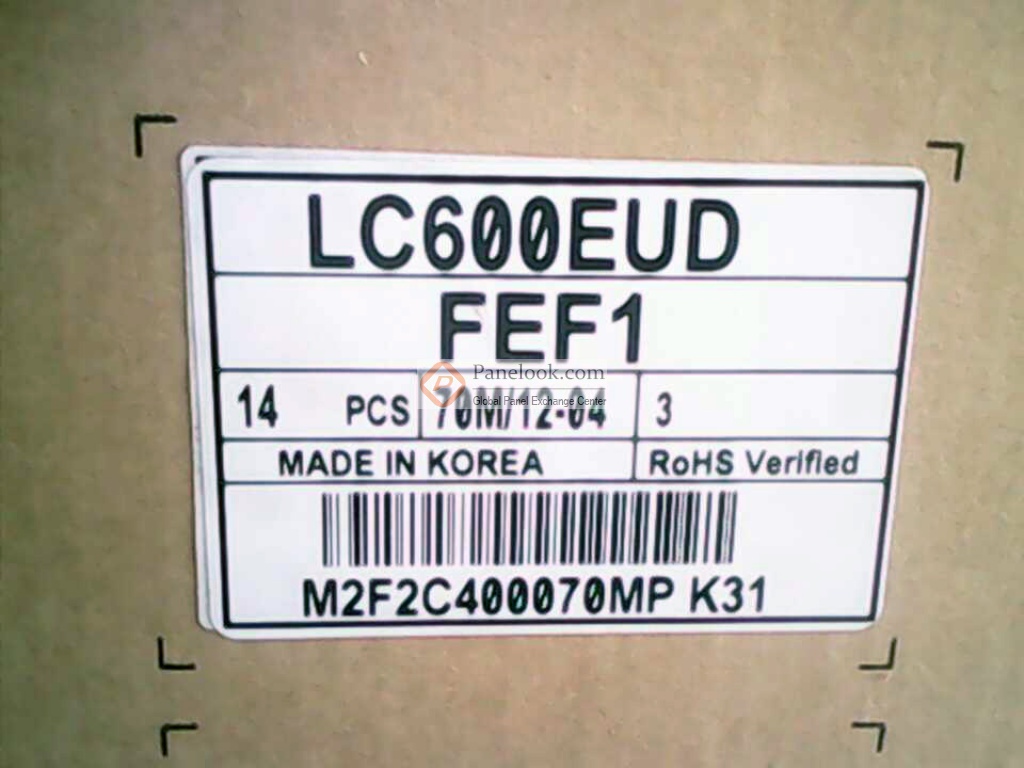 LC600EUD
FEF1
Panelook.com
Global Panel Exchange Center
14 PCS 70M/12-04 3
MADE IN KOREA RoHS Verified
M2F2C400070MP K31